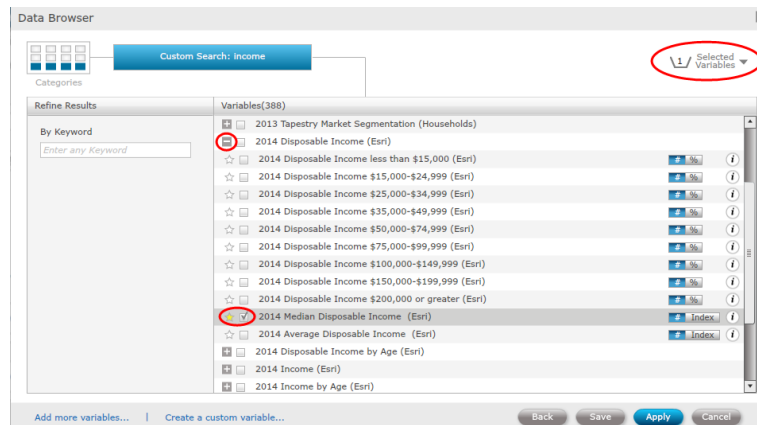 Data Browser
Custom Search: Income
1 Selected Variables
Categories
Refine Results
Variables(388)
By Keyword
Enter any Keyword
2013 Tapestry Market Segmentation (Households)
2014 Disposable Income (Esri)
2014 Disposable Income less than $15,000 (Esri) # % i
2014 Disposable Income $15,000-$24,999 (Esri) # % i
2014 Disposable Income $25,000-$34,999 (Esri) # % i
2014 Disposable Income $35,000-$49,999 (Esri) # % i
2014 Disposable Income $50,000-$74,999 (Esri) # % i
2014 Disposable Income $75,000-$99,999 (Esri) # % i
2014 Disposable Income $100,000-$149,999 (Esri) # % i
2014 Disposable Income $150,000-$199,999 (Esri) # % i
2014 Disposable Income $200,000 or greater (Esri) # % i
2014 Median Disposable Income (Esri) # Index i
2014 Average Disposable Income (Esri) # Index i
2014 Disposable Income by Age (Esri)
2014 Income (Esri)
2014 Income by Age (Esri)
Add more variables... | Create a custom variable... Back Save Apply Cancel